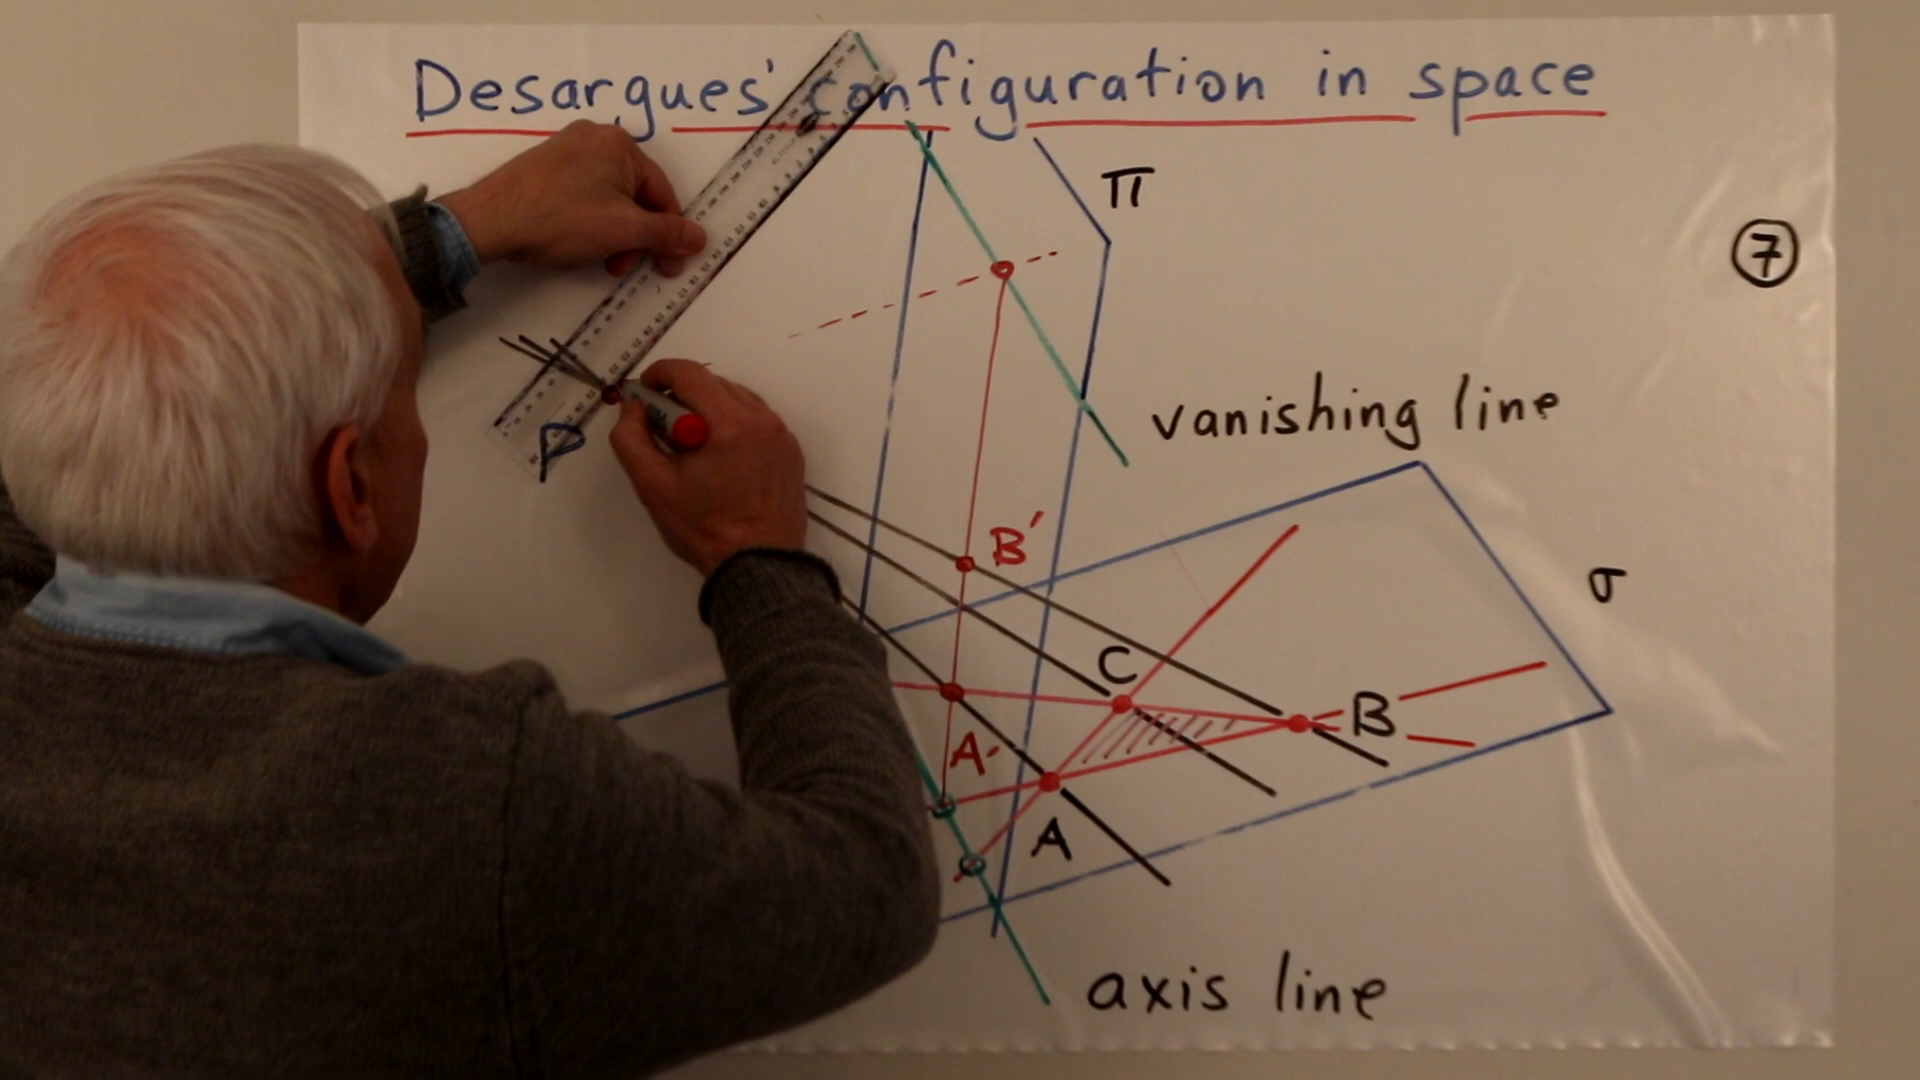 Desargues' configuration in space
π
7
vanishing line
P
B'
σ
C
B
A'
A
axis line